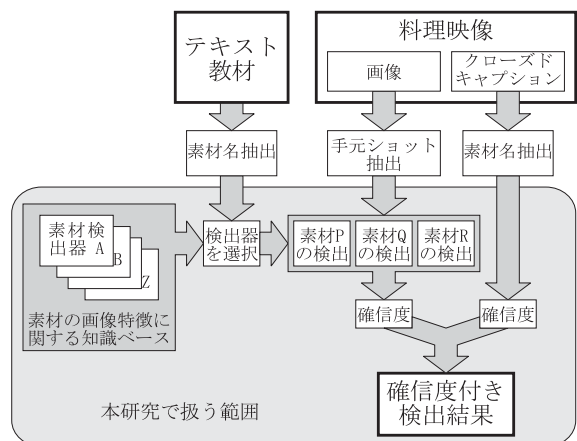 テキスト
教材
料理映像
画像
クローズド
キャプション
素材名抽出
手元ショット
抽出
素材名抽出
素材検
出器 A
B
Z
素材の画像特徴に
関する知識ベース
検出器
を選択
素材P
の検出
素材Q
の検出
素材R
の検出
確信度
確信度
確信度付き
検出結果
本研究で扱う範囲